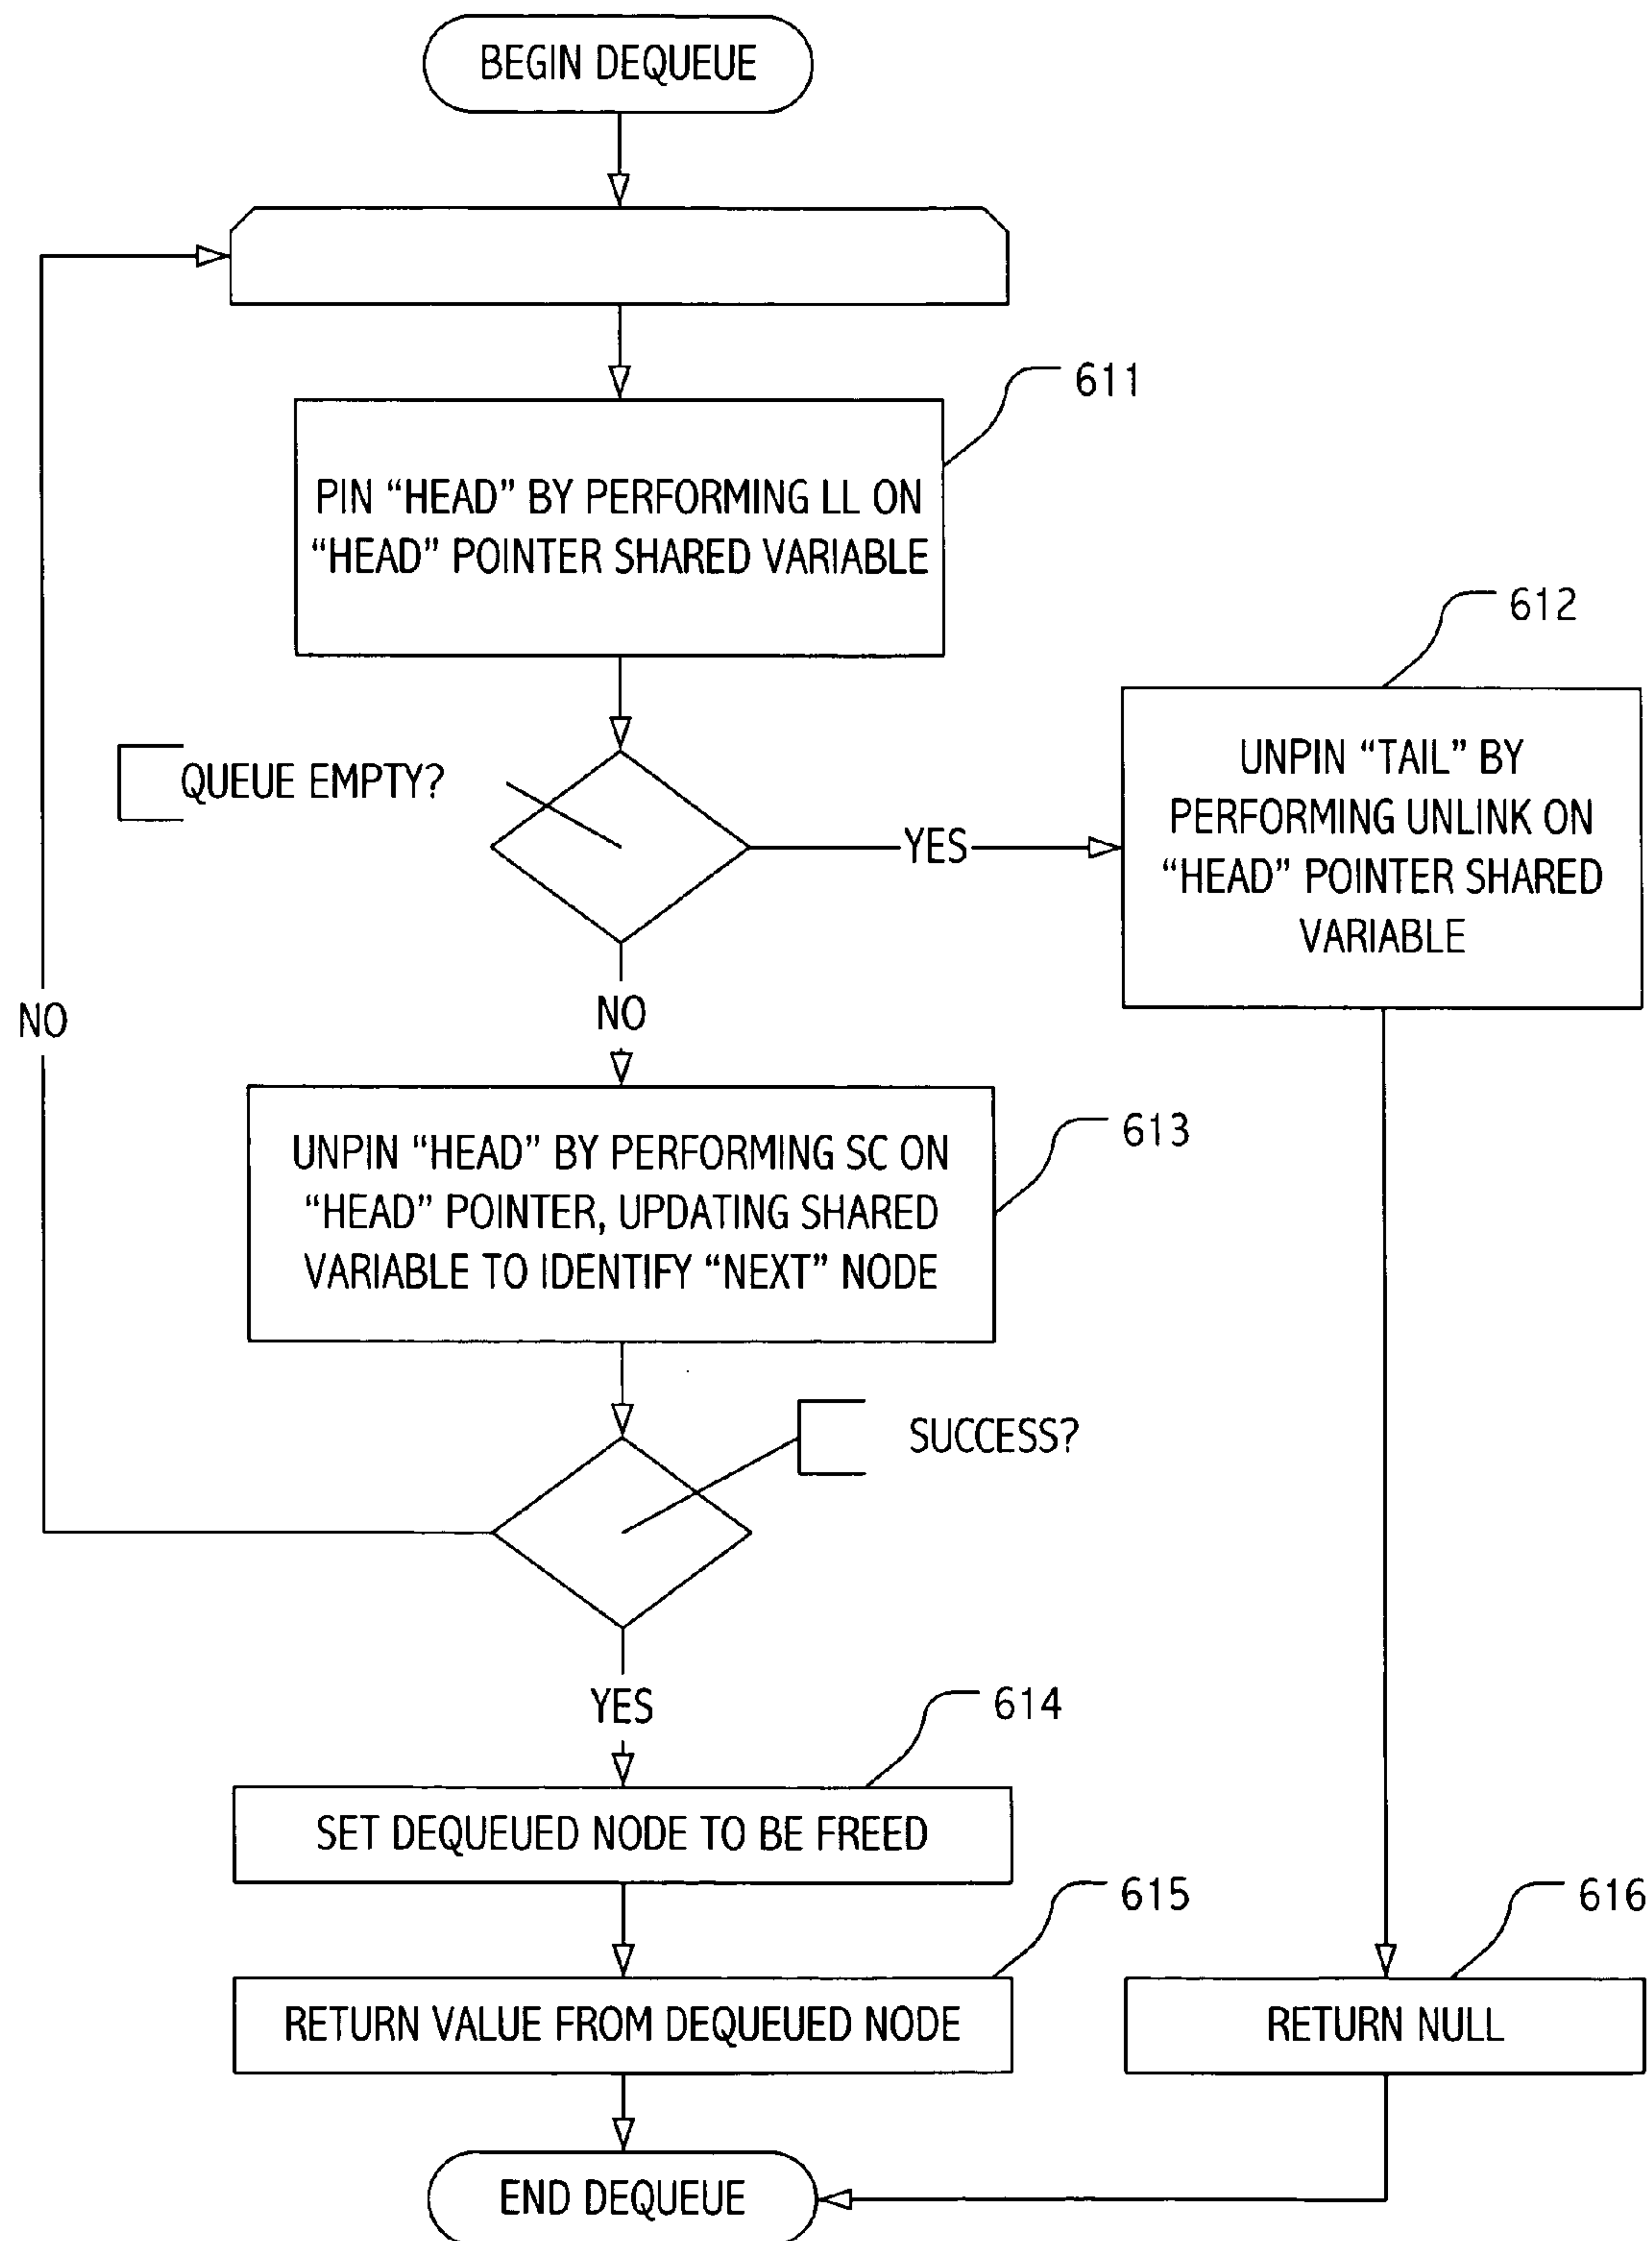 BEGIN DEQUEUE
611
PIN “HEAD” BY PERFORMING LL ON
“HEAD” POINTER SHARED VARIABLE
612
QUEUE EMPTY?
YES
UNPIN “TAIL” BY
PERFORMING UNLINK ON
“HEAD” POINTER SHARED
VARIABLE
NO
NO
613
UNPIN “HEAD” BY PERFORMING SC ON
“HEAD” POINTER, UPDATING SHARED
VARIABLE TO IDENTIFY “NEXT” NODE
SUCCESS?
YES
614
SET DEQUEUED NODE TO BE FREED
615
616
RETURN VALUE FROM DEQUEUED NODE
RETURN NULL
END DEQUEUE